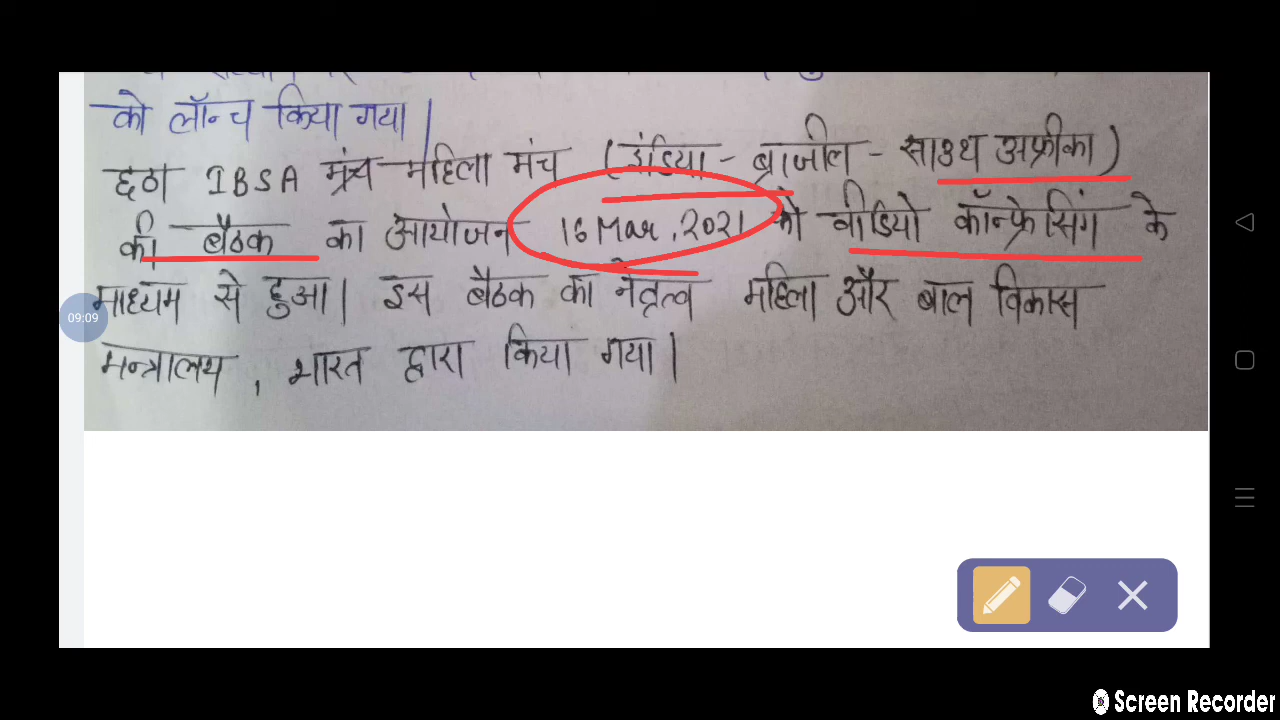 को लॉन्च किया गया।
छठा IBSA मंच महिला मंच (इंडिया - ब्राजील - साउथ अफ्रीका)
की बैठक का आयोजन 16 Mar, 2021 को वीडियो कॉन्फ्रेसिंग के
माध्यम से हुआ। इस बैठक का नेतृत्व महिला और बाल विकास
09:09
मन्त्रालय, भारत द्वारा किया गया।
Screen Recorder